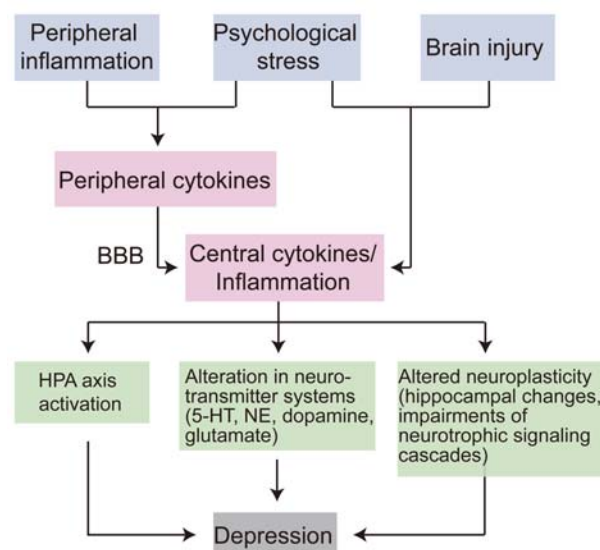 Peripheral
inflammation
Psychological
stress
Brain injury
Peripheral cytokines
BBB
Central cytokines/
Inflammation
HPA axis
activation
Alteration in neuro-
transmitter systems
(5-HT, NE, dopamine,
glutamate)
Altered neuroplasticity
(hippocampal changes,
impairments of
neurotrophic signaling
cascades)
Depression